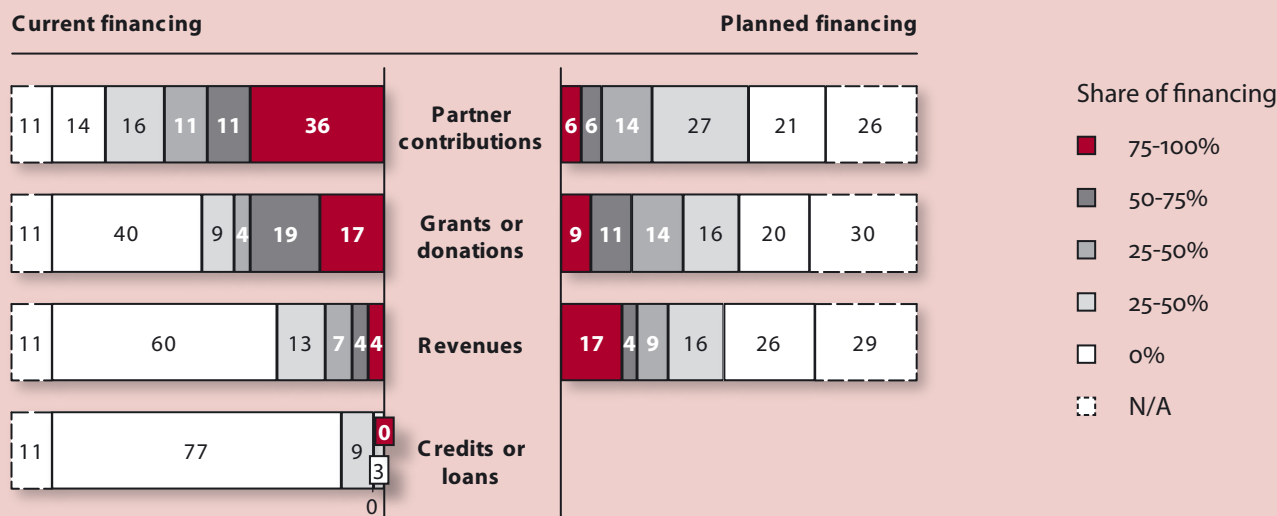 Current financing
Planned financing
11 14 16 11 11 36
Partner
contributions
6 6 14 27 21 26
11 40 9 4 19 17
Grants or
donations
9 11 14 16 20 30
11 60 13 7 4 4
Revenues
17 4 9 16 26 29
11 77 9 0
3
0
Credits or
loans
Share of financing
75-100%
50-75%
25-50%
25-50%
0%
N/A